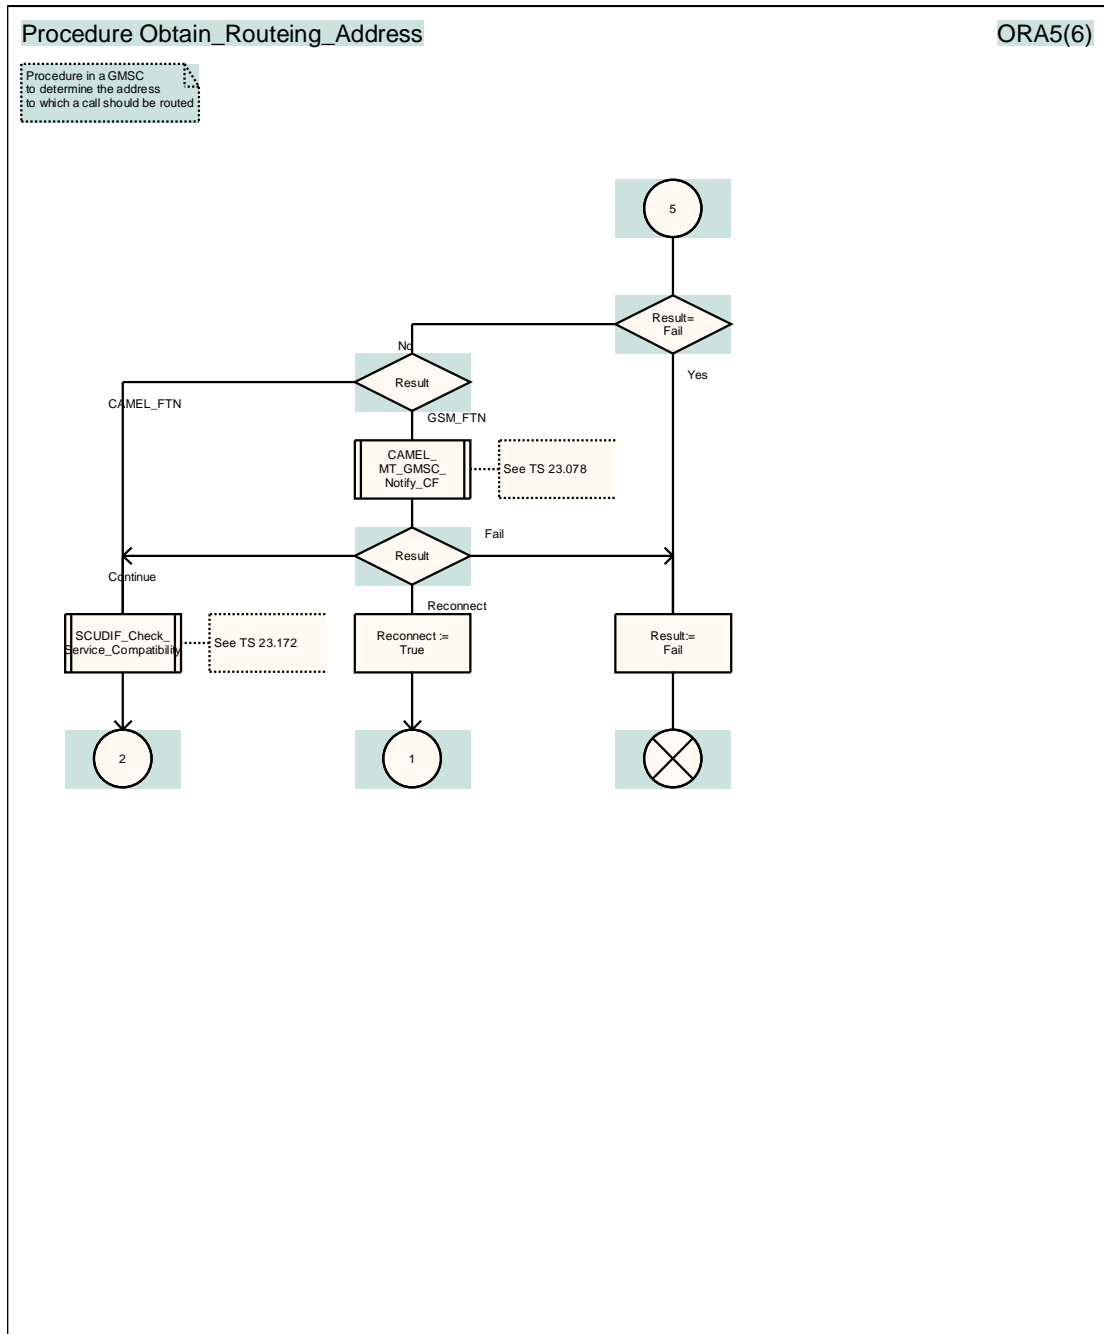 Procedure Obtain_Routeing_Address
ORA5(6)
Procedure in a GMSC
to determine the address
to which a call should be routed
5
Result=
Fail
No
Yes
Result
CAMEL_FTN
GSM_FTN
CAMEL_
MT_GMSC_
Notify_CF
See TS 23.078
Fail
Result
Continue
Reconnect
SCUDIF_Check_
Service_Compatibility
See TS 23.172
Reconnect :=
True
Result:=
Fail
2
1